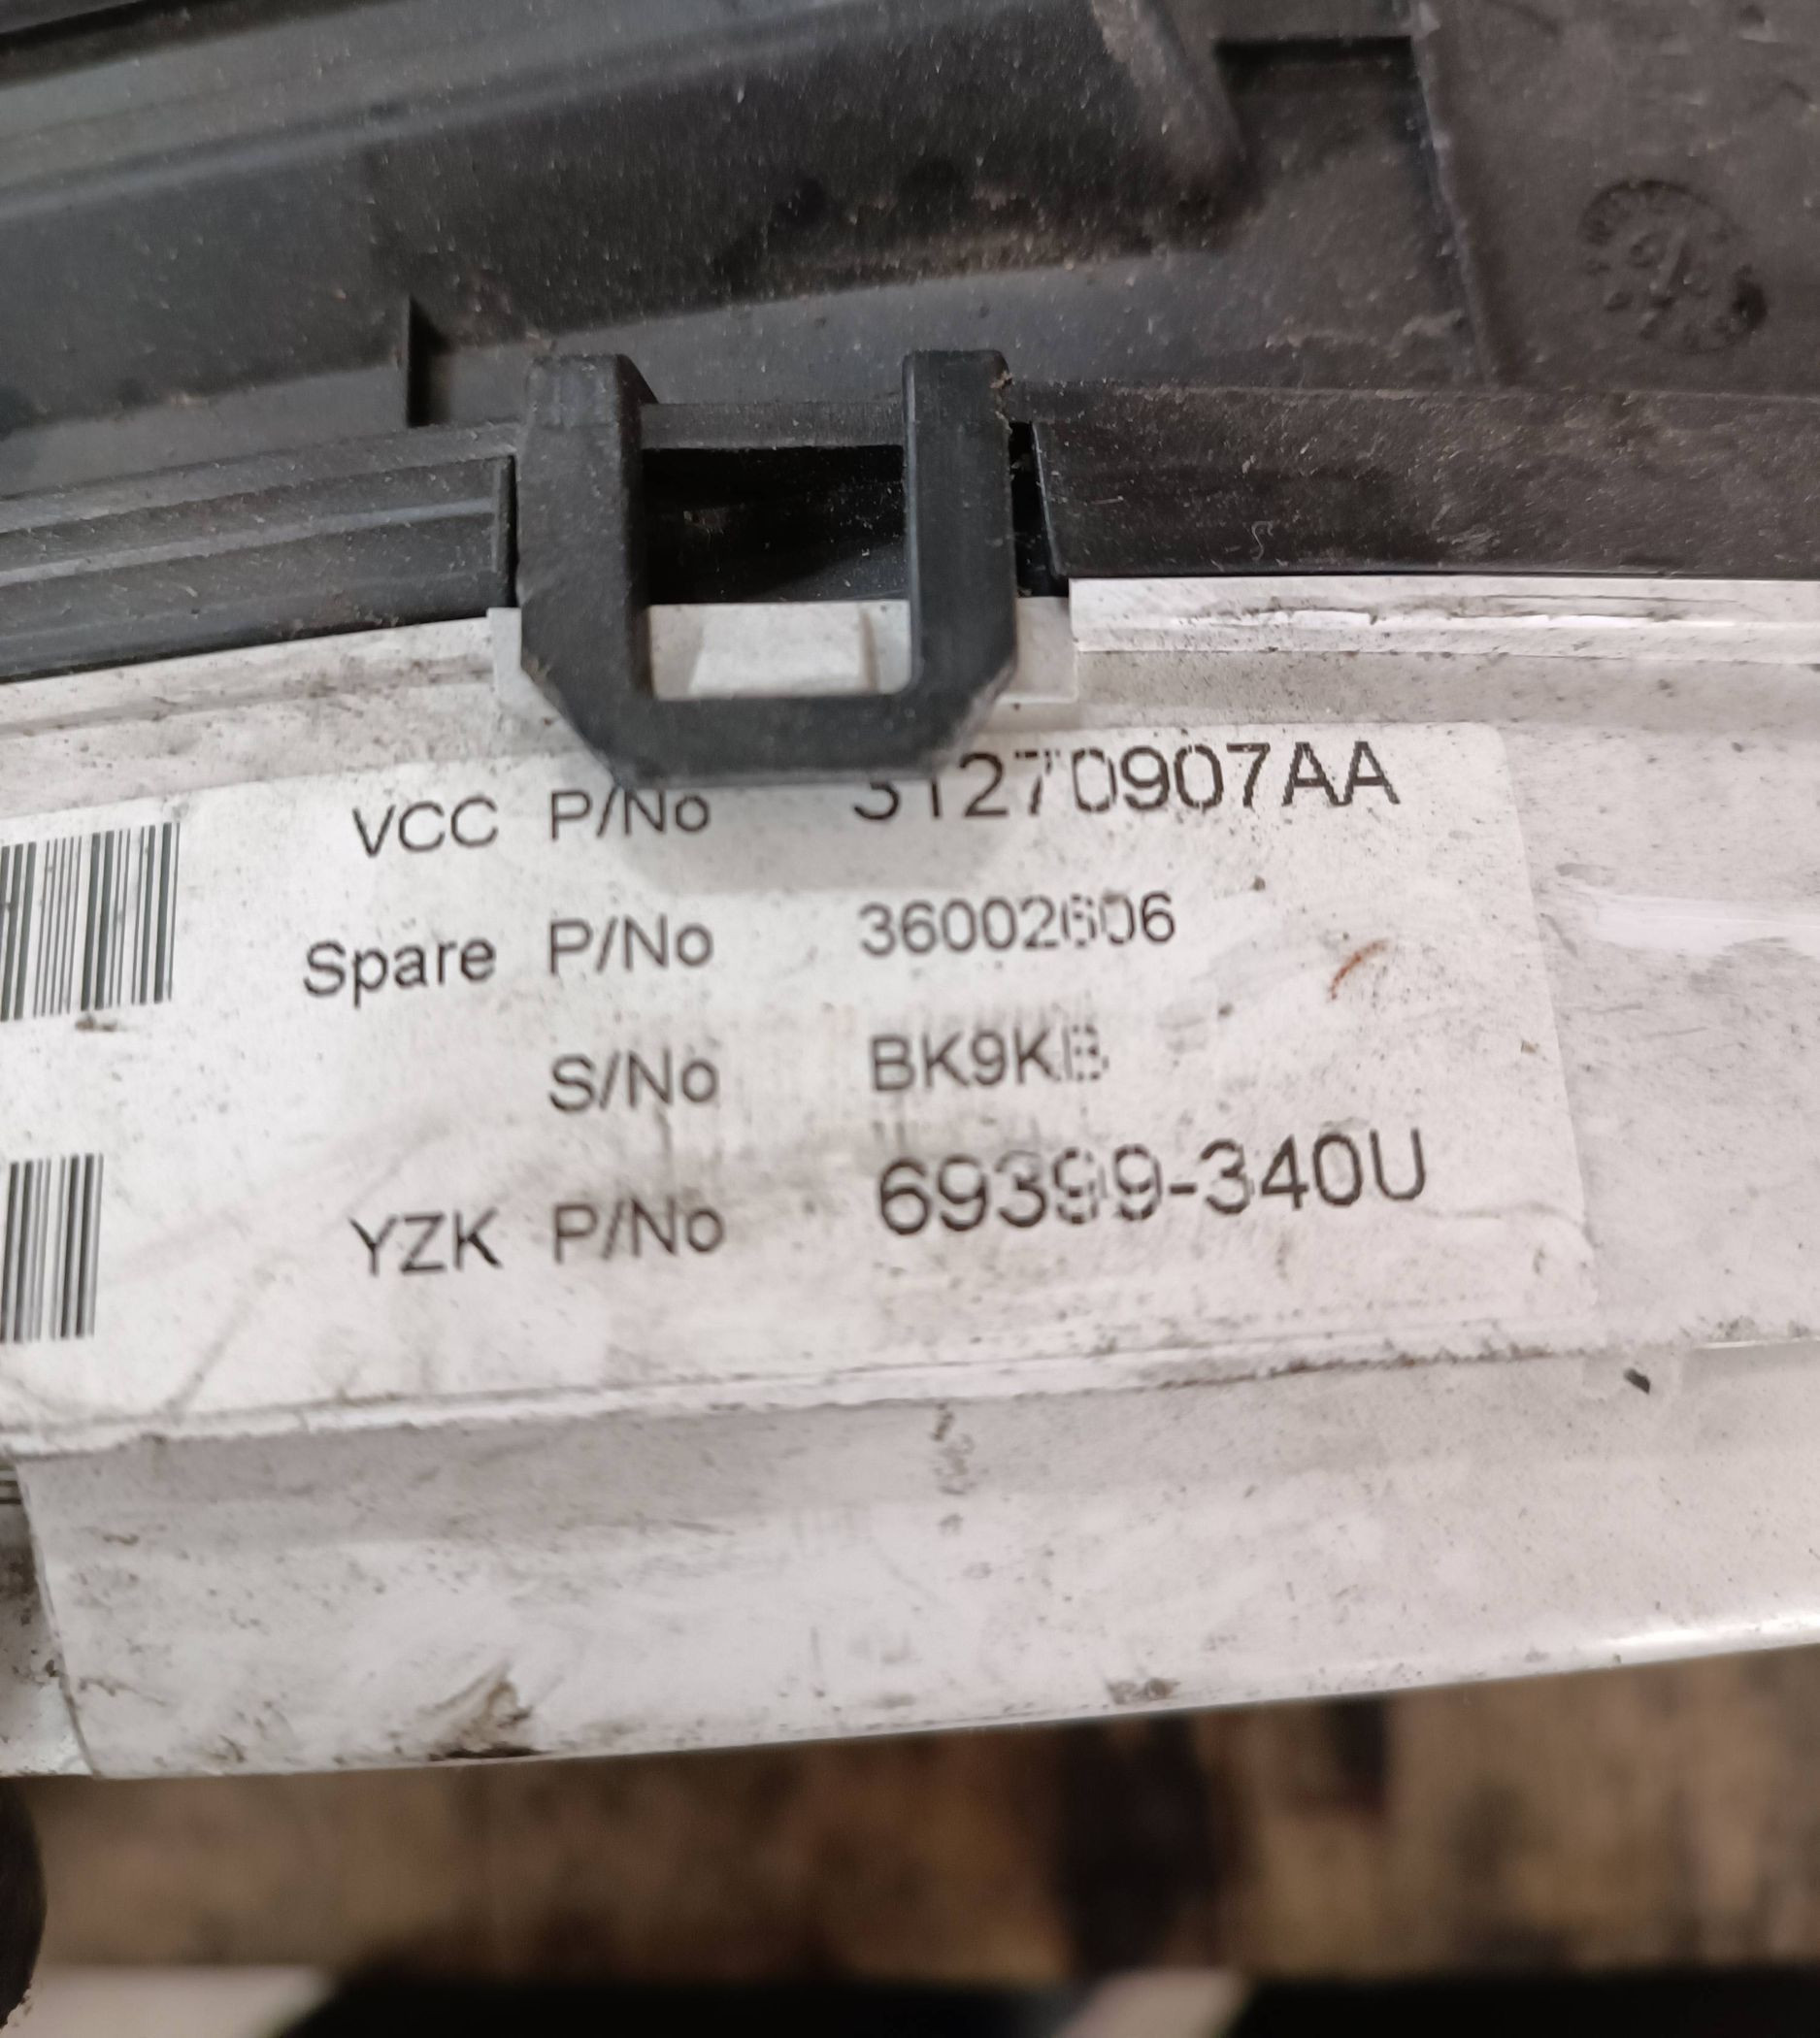 VCC P/No 31270907AA
Spare P/No 36002606
S/No BK9KB
YZK P/No 69399-340U